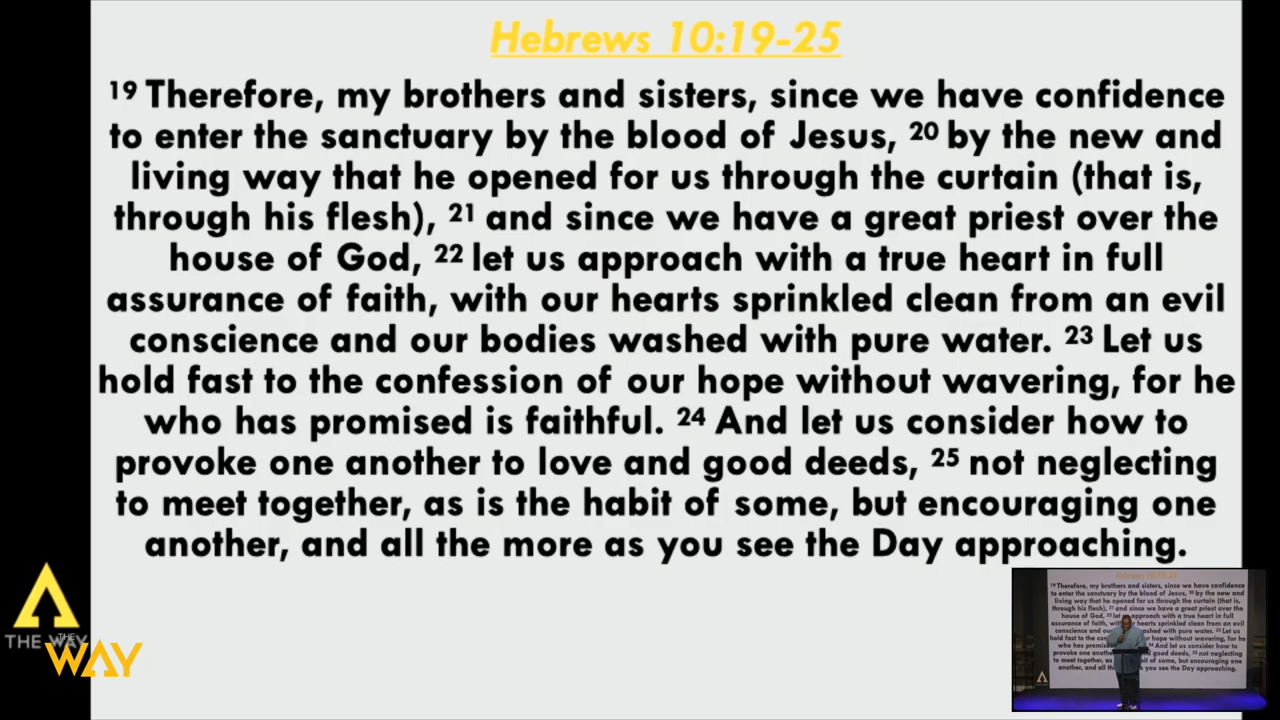 Hebrews 10:19-25
19 Therefore, my brothers and sisters, since we have confidence
to enter the sanctuary by the blood of Jesus, 20 by the new and
living way that he opened for us through the curtain (that is,
through his flesh), 21 and since we have a great priest over the
house of God, 22 let us approach with a true heart in full
assurance of faith, with our hearts sprinkled clean from an evil
conscience and our bodies washed with pure water. 23 Let us
hold fast to the confession of our hope without wavering, for he
who has promised is faithful. 24 And let us consider how to
provoke one another to love and good deeds, 25 not neglecting
to meet together, as is the habit of some, but encouraging one
another, and all the more as you see the Day approaching.
THE WAY
THE
WAY